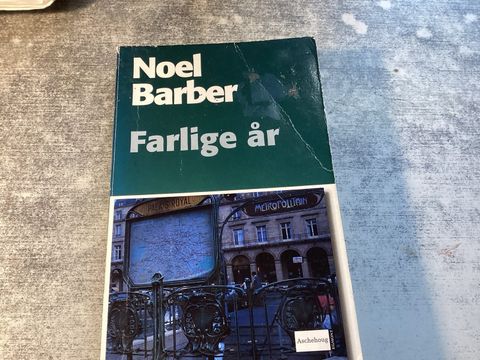 Noel
Barber
Farlige år
PALAIS ROYAL
METROPOLITAIN
Aschehoug